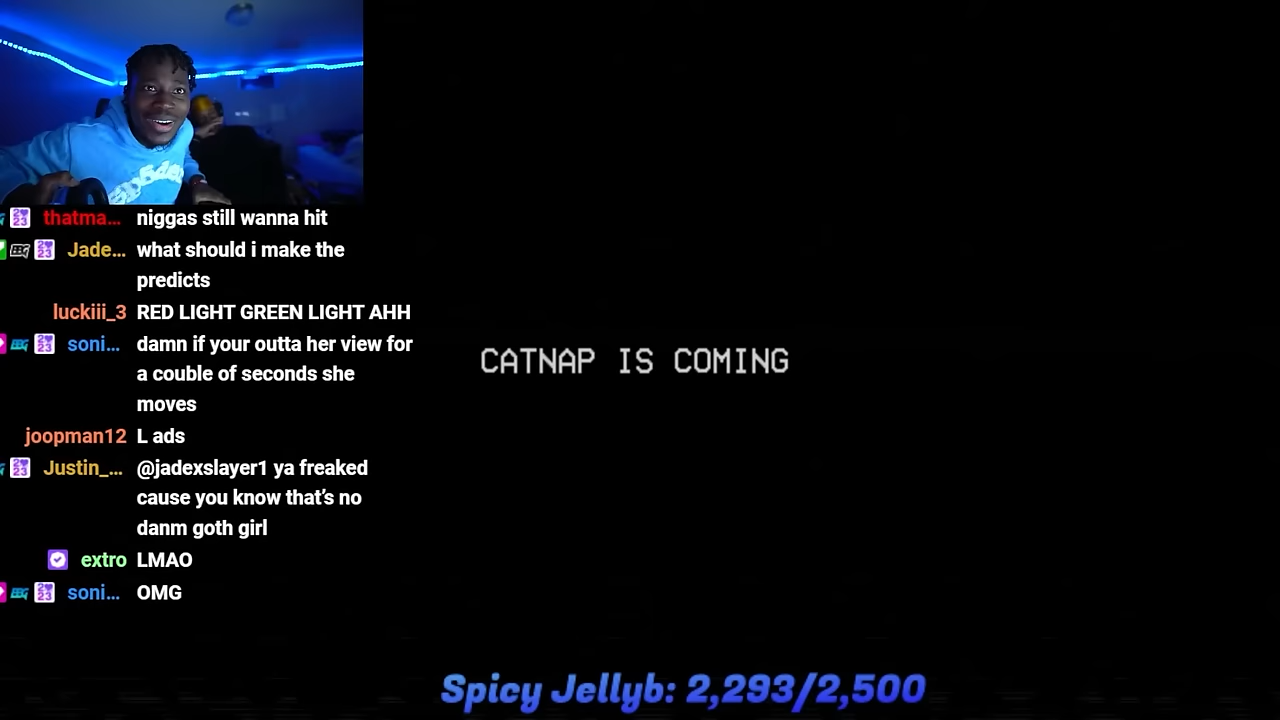 thatma… niggas still wanna hit
Jade… what should i make the
predicts
luckiii_3 RED LIGHT GREEN LIGHT AHH
soni… damn if your outta her view for
a couble of seconds she
moves
joopman12 L ads
Justin_… @jadexslayer1 ya freaked
cause you know that’s no
danm goth girl
extro LMAO
soni… OMG
CATNAP IS COMING
Spicy Jellyb: 2,293/2,500